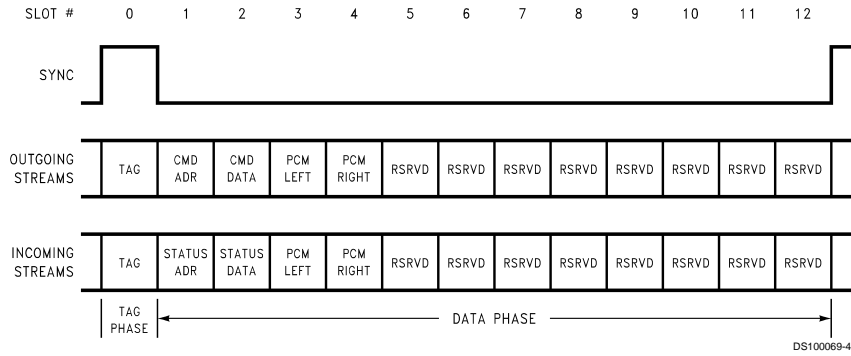 SLOT # 0 1 2 3 4 5 6 7 8 9 10 11 12
SYNC
OUTGOING STREAMS TAG CMD ADR CMD DATA PCM LEFT PCM RIGHT RSRVD RSRVD RSRVD RSRVD RSRVD RSRVD RSRVD RSRVD
INCOMING STREAMS TAG STATUS ADR STATUS DATA PCM LEFT PCM RIGHT RSRVD RSRVD RSRVD RSRVD RSRVD RSRVD RSRVD RSRVD
TAG PHASE DATA PHASE
DS100069-4